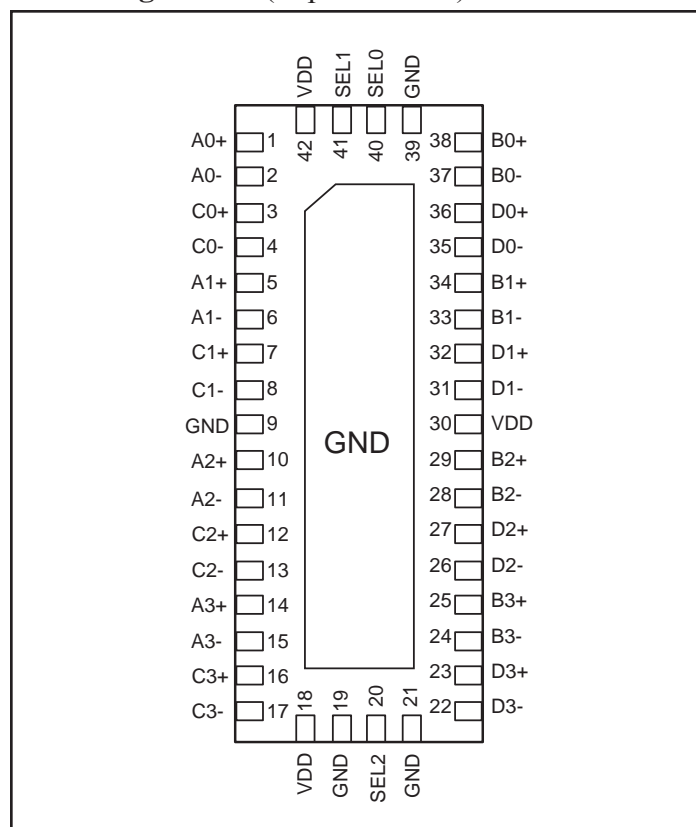 VDD SEL1 SEL0 GND
42 41 40 39
A0+ 1 38 B0+
A0- 2 37 B0-
C0+ 3 36 D0+
C0- 4 35 D0-
A1+ 5 34 B1+
A1- 6 33 B1-
C1+ 7 32 D1+
C1- 8 31 D1-
GND 9 30 VDD
GND
A2+ 10 29 B2+
A2- 11 28 B2-
C2+ 12 27 D2+
C2- 13 26 D2-
A3+ 14 25 B3+
A3- 15 24 B3-
C3+ 16 23 D3+
C3- 17 22 D3-
18 19 20 21
VDD GND SEL2 GND